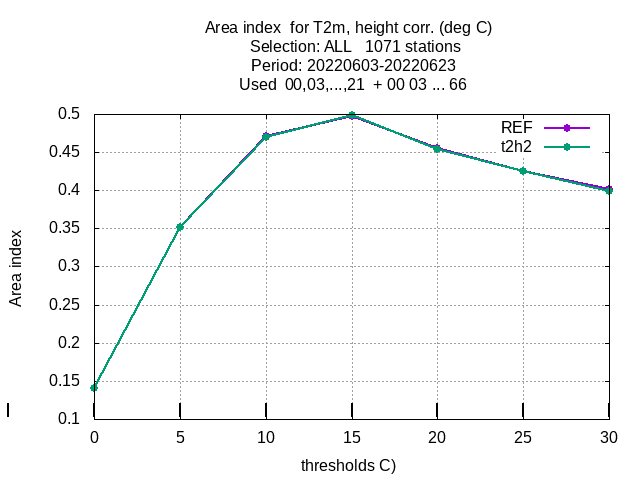 Area index  for T2m, height corr. (deg C)
Selection: ALL   1071 stations
Period: 20220603-20220623
Used  00,03,...,21  + 00 03 ... 66
REF
t2h2
0.5
0.45
0.4
0.35
0.3
0.25
0.2
0.15
0.1
Area index
0 5 10 15 20 25 30
thresholds C)